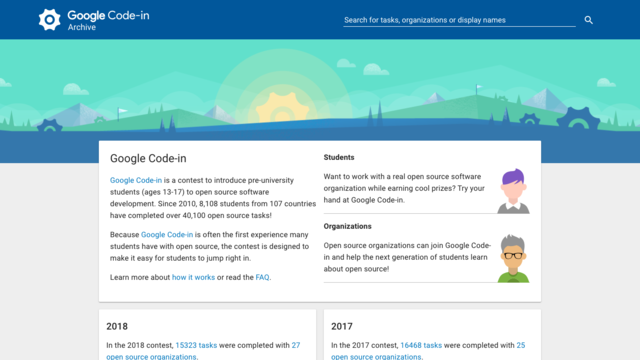 Google Code-in
Archive
Search for tasks, organizations or display names
Google Code-in
Google Code-in is a contest to introduce pre-university
students (ages 13-17) to open source software
development. Since 2010, 8,108 students from 107 countries
have completed over 40,100 open source tasks!
Because Google Code-in is often the first experience many
students have with open source, the contest is designed to
make it easy for students to jump right in.
Learn more about how it works or read the FAQ.
Students
Want to work with a real open source software
organization while earning cool prizes? Try your
hand at Google Code-in.
Organizations
Open source organizations can join Google Code-
in and help the next generation of students learn
about open source!
2018
In the 2018 contest, 15323 tasks were completed with 27
open source organizations.
2017
In the 2017 contest, 16468 tasks were completed with 25
open source organizations.